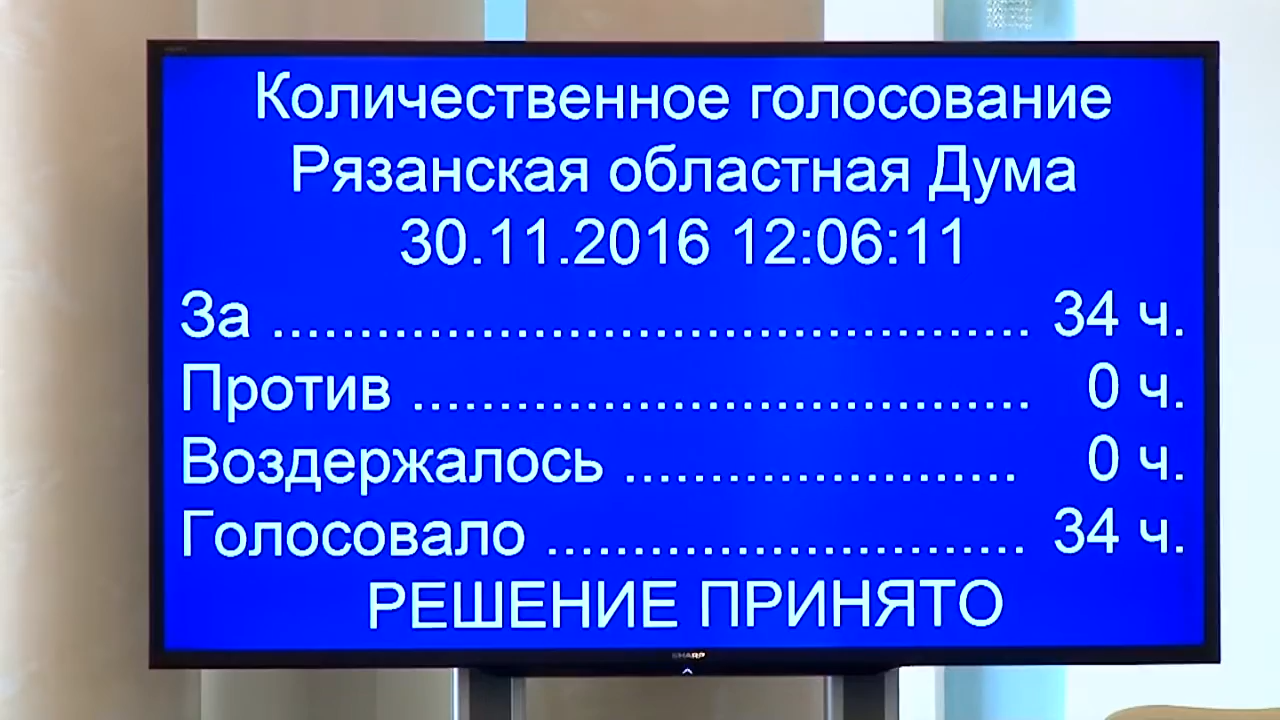 Количественное голосование
Рязанская областная Дума
30.11.2016 12:06:11
За ........................................... 34 ч.
Против ................................... 0 ч.
Воздержалось ...................... 0 ч.
Голосовало ........................... 34 ч.
РЕШЕНИЕ ПРИНЯТО
SHARP